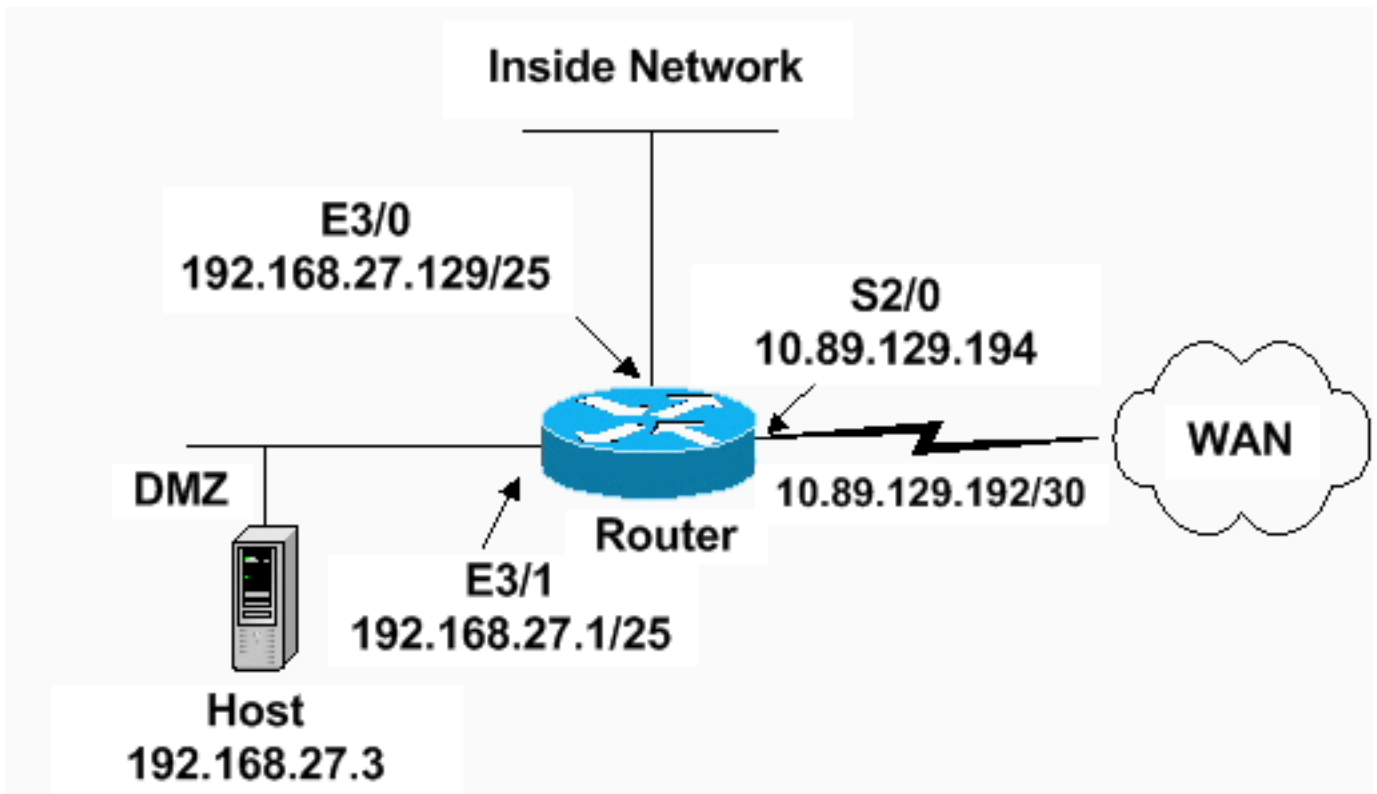 Inside Network
E3/0
192.168.27.129/25
S2/0
10.89.129.194
WAN
DMZ
10.89.129.192/30
Router
E3/1
192.168.27.1/25
Host
192.168.27.3